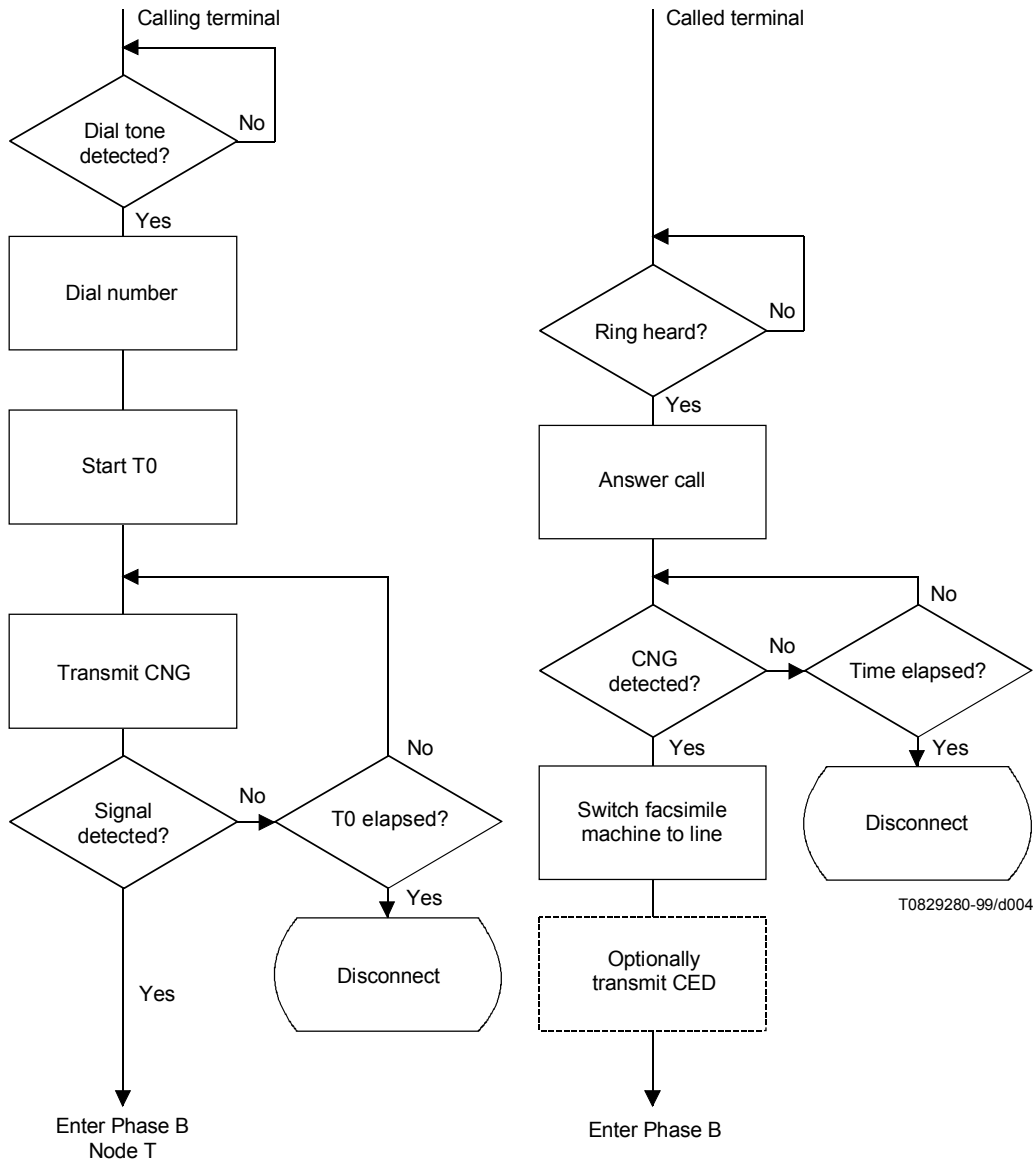 Calling terminal
Dial tone
detected?
No
Yes
Dial number
Start T0
Transmit CNG
Signal
detected?
No
T0 elapsed?
No
Yes
Disconnect
Yes
Enter Phase B
Node T
Called terminal
Ring heard?
No
Yes
Answer call
CNG
detected?
No
Time elapsed?
No
Yes
Disconnect
Yes
Switch facsimile
machine to line
Optionally
transmit CED
Enter Phase B
T0829280-99/d004